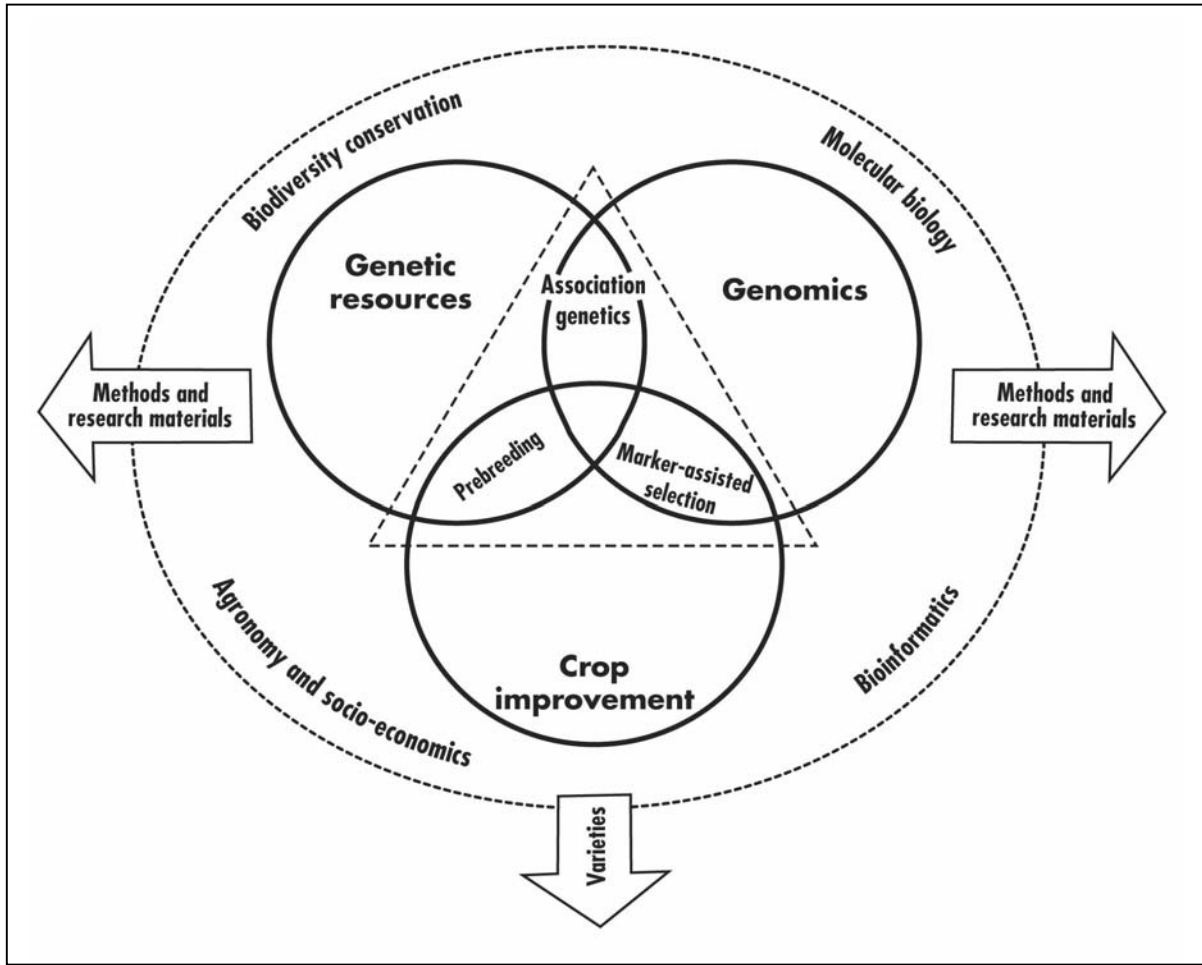 Biodiversity conservation
Molecular biology
Genetic
resources
Association
genetics
Genomics
Methods and
research materials
Methods and
research materials
Prebreeding
Marker-assisted
selection
Agronomy and socio-economics
Bioinformatics
Crop
improvement
Varieties